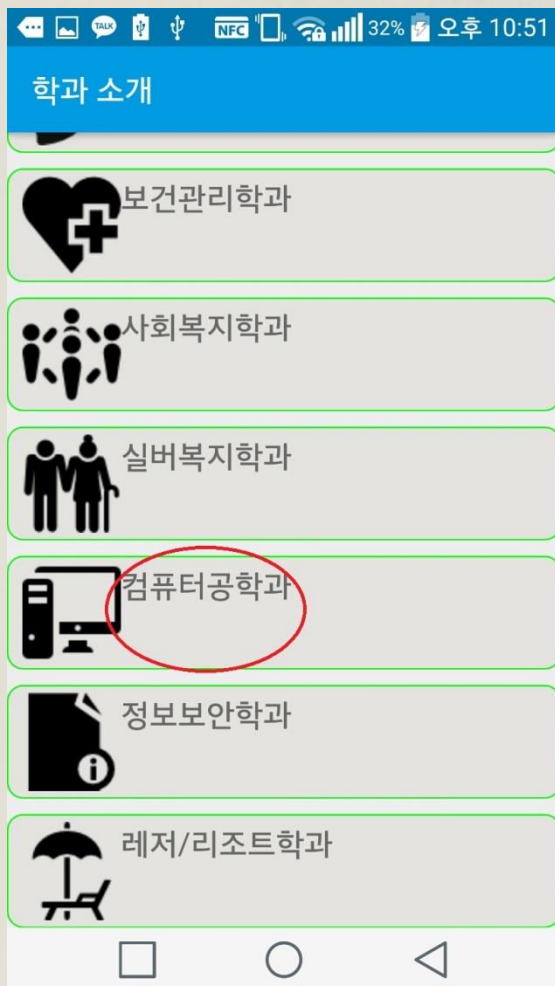 TALK NFC 32% 오후 10:51
학과 소개
보건관리학과
사회복지학과
실버복지학과
컴퓨터공학과
정보보안학과
레저/리조트학과